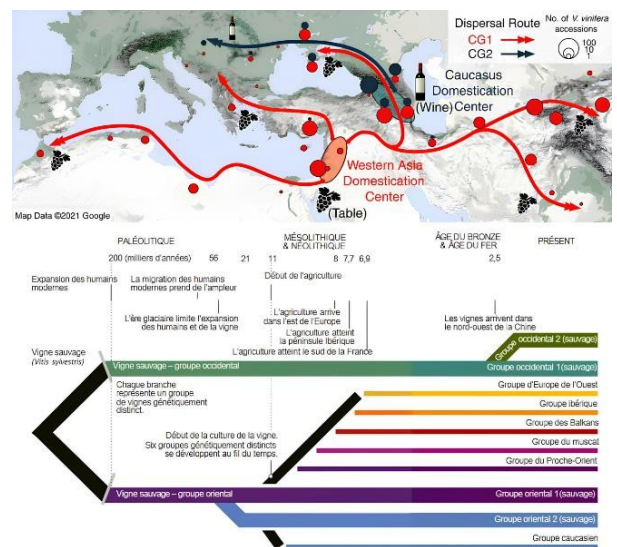 Dispersal Route
No. of V. vinifera
accessions
CG1
CG2
100
10
1
Caucasus
Domestication
Center
(Wine)
Western Asia
Domestication
Center
(Table)
Map Data ©2021 Google
PALÉOLITIQUE
MÉSOLITHIQUE
& NÉOLITHIQUE
ÂGE DU BRONZE
& ÂGE DU FER
PRÉSENT
200 (milliers d'années)
56
21
11
8
7,7
6,9
2,5
Expansion des humains
modernes
La migration des humains
modernes prend de l'ampleur
Début de l'agriculture
L'ère glaciaire limite l'expansion
des humains et de la vigne
L'agriculture arrive
dans l'est de l'Europe
L'agriculture atteint
la péninsule Ibérique
L'agriculture atteint le sud de la France
Les vignes arrivent dans
le nord-ouest de la Chine
Groupe occidental 2 (sauvage)
Vigne sauvage
(Vitis sylvestris)
Vigne sauvage – groupe occidental
Groupe occidental 1 (sauvage)
Chaque branche
représente un groupe
de vignes génétiquement
distinct.
Groupe d'Europe de l'Ouest
Groupe ibérique
Groupe des Balkans
Groupe du muscat
Groupe du Proche-Orient
Début de la culture de la vigne.
Six groupes génétiquement distincts
se développent au fil du temps.
Vigne sauvage – groupe oriental
Groupe oriental 1 (sauvage)
Groupe oriental 2 (sauvage)
Groupe caucasien